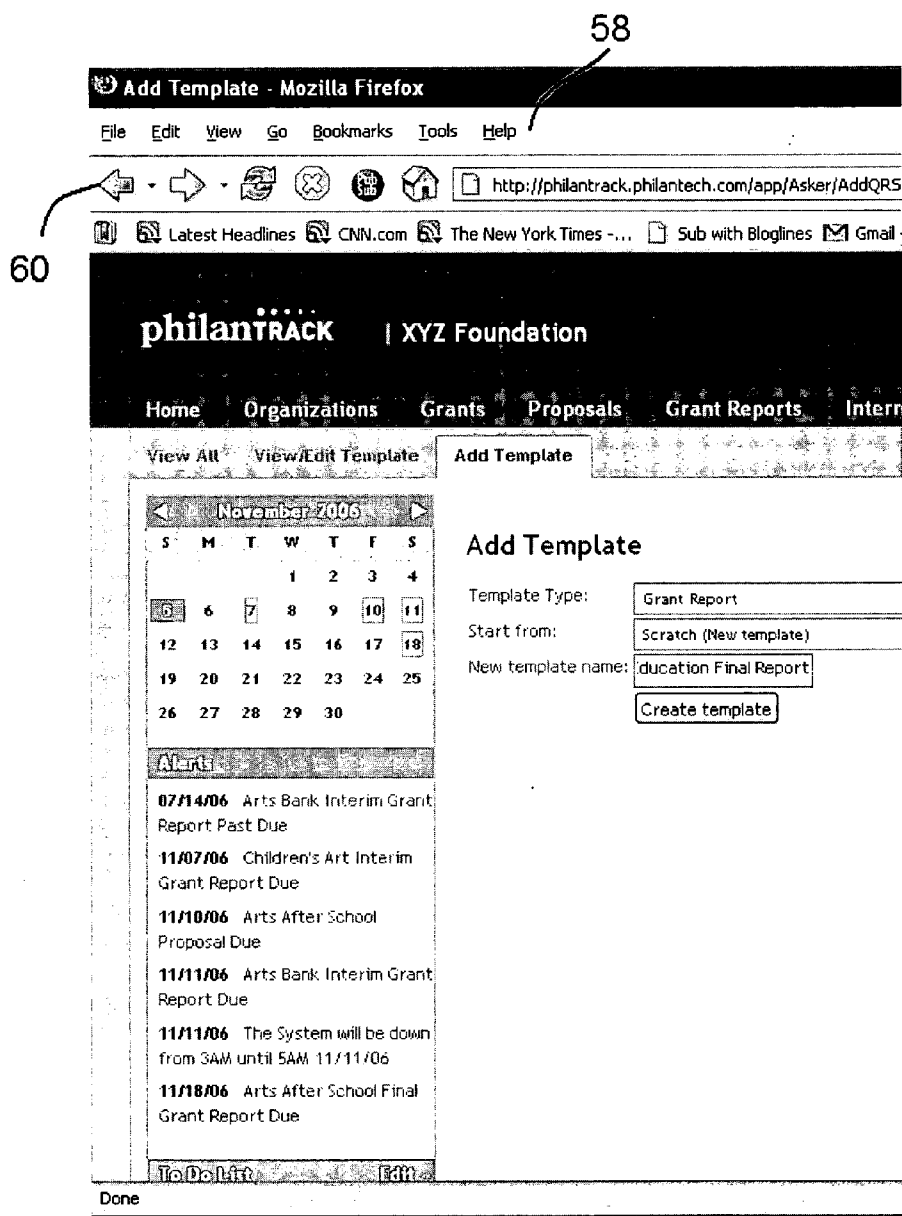 58
Add Template - Mozilla Firefox
File Edit View Go Bookmarks Tools Help
http://philantrack.philantech.com/app/Asker/AddQRS
60
Latest Headlines CNN.com The New York Times -... Sub with Bloglines Gmail
philanTRACK | XYZ Foundation
Home Organizations Grants Proposals Grant Reports Intern
View All View/Edit Template Add Template
November 2006
S M T W T F S
1 2 3 4
6 7 8 9 10 11
12 13 14 15 16 17 18
19 20 21 22 23 24 25
26 27 28 29 30
Add Template
Template Type: Grant Report
Start from: Scratch (New template)
New template name: ducation Final Report
Create template
Alerts
07/14/06 Arts Bank Interim Grant
Report Past Due
11/07/06 Children's Art Interim
Grant Report Due
11/10/06 Arts After School
Proposal Due
11/11/06 Arts Bank Interim Grant
Report Due
11/11/06 The System will be down
from 3AM until 5AM 11/11/06
11/18/06 Arts After School Final
Grant Report Due
To Do List Edit
Done